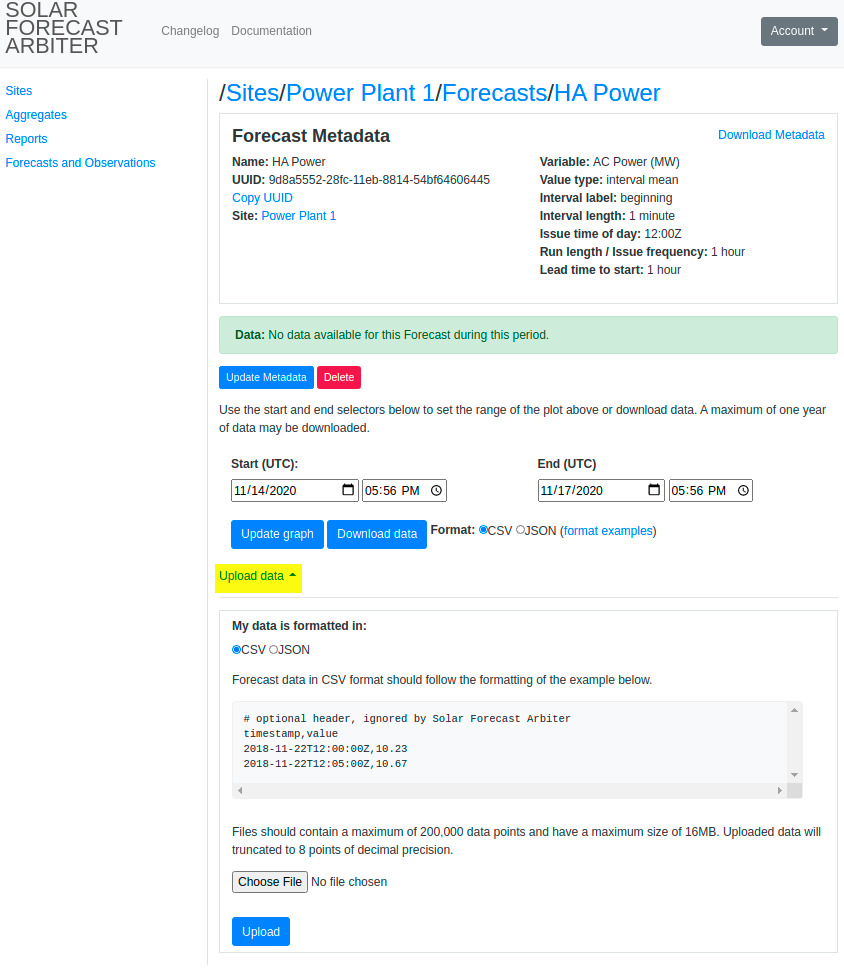 SOLAR
FORECAST
ARBITER
Changelog Documentation
Account
Sites
Aggregates
Reports
Forecasts and Observations
/Sites/Power Plant 1/Forecasts/HA Power
Forecast Metadata
Download Metadata
Name: HA Power
UUID: 9d8a5552-28fc-11eb-8814-54bf64606445
Copy UUID
Site: Power Plant 1
Variable: AC Power (MW)
Value type: interval mean
Interval label: beginning
Interval length: 1 minute
Issue time of day: 12:00Z
Run length / Issue frequency: 1 hour
Lead time to start: 1 hour
Data: No data available for this Forecast during this period.
Update Metadata Delete
Use the start and end selectors below to set the range of the plot above or download data. A maximum of one year
of data may be downloaded.
Start (UTC):
11/14/2020 05:56 PM
End (UTC)
11/17/2020 05:56 PM
Update graph Download data Format: CSV JSON (format examples)
Upload data
My data is formatted in:
CSV JSON
Forecast data in CSV format should follow the formatting of the example below.
# optional header, ignored by Solar Forecast Arbiter
timestamp,value
2018-11-22T12:00:00Z,10.23
2018-11-22T12:05:00Z,10.67
Files should contain a maximum of 200,000 data points and have a maximum size of 16MB. Uploaded data will
truncated to 8 points of decimal precision.
Choose File No file chosen
Upload